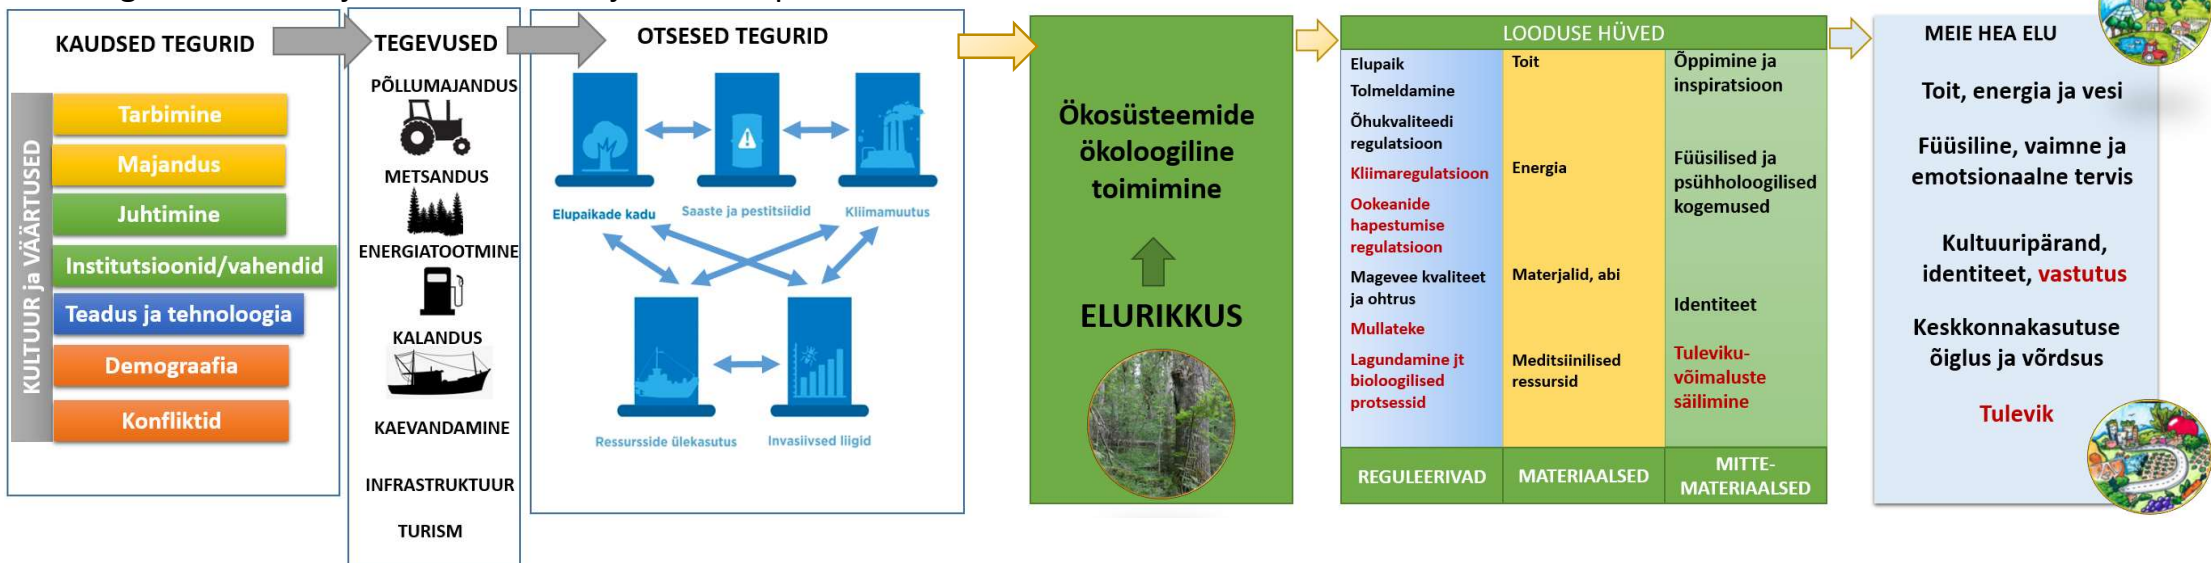 KAUDSED TEGURID
KULTUUR ja VÄÄRTUSED
Tarbimine
Majandus
Juhtimine
Institutsioonid/vahendid
Teadus ja tehnoloogia
Demograafia
Konfliktid
TEGEVUSED
PÕLLUMAJANDUS
METSANDUS
ENERGIATOOTMINE
KALANDUS
KAEVANDAMINE
INFRASTRUKTUUR
TURISM
OTSESED TEGURID
Elupaikade kadu
Saaste ja pestitsiidid
Kliimamuutus
Ressursside ülekasutus
Invasiivsed liigid
Ökosüsteemide
ökoloogiline
toimimine
ELURIKKUS
LOODUSE HÜVED
Elupaik
Tolmeldamine
Õhukvaliteedi
regulatsioon
Kliimaregulatsioon
Ookeanide
hapestumise
regulatsioon
Magevee kvaliteet
ja ohtrus
Mullateke
Lagundamine jt
bioloogilised
protsessid
REGULEERIVAD
Toit
Energia
Materjalid, abi
Meditsiinilised
ressursid
MATERIAALSED
Õppimine ja
inspiratsioon
Füüsilised ja
psühholoogilised
kogemused
Identiteet
Tuleviku-
võimaluste
säilimine
MITTE-
MATERIAALSED
MEIE HEA ELU
Toit, energia ja vesi
Füüsiline, vaimne ja
emotsionaalne tervis
Kultuuripärand,
identiteet, vastutus
Keskkonnakasutuse
õiglus ja võrdsus
Tulevik